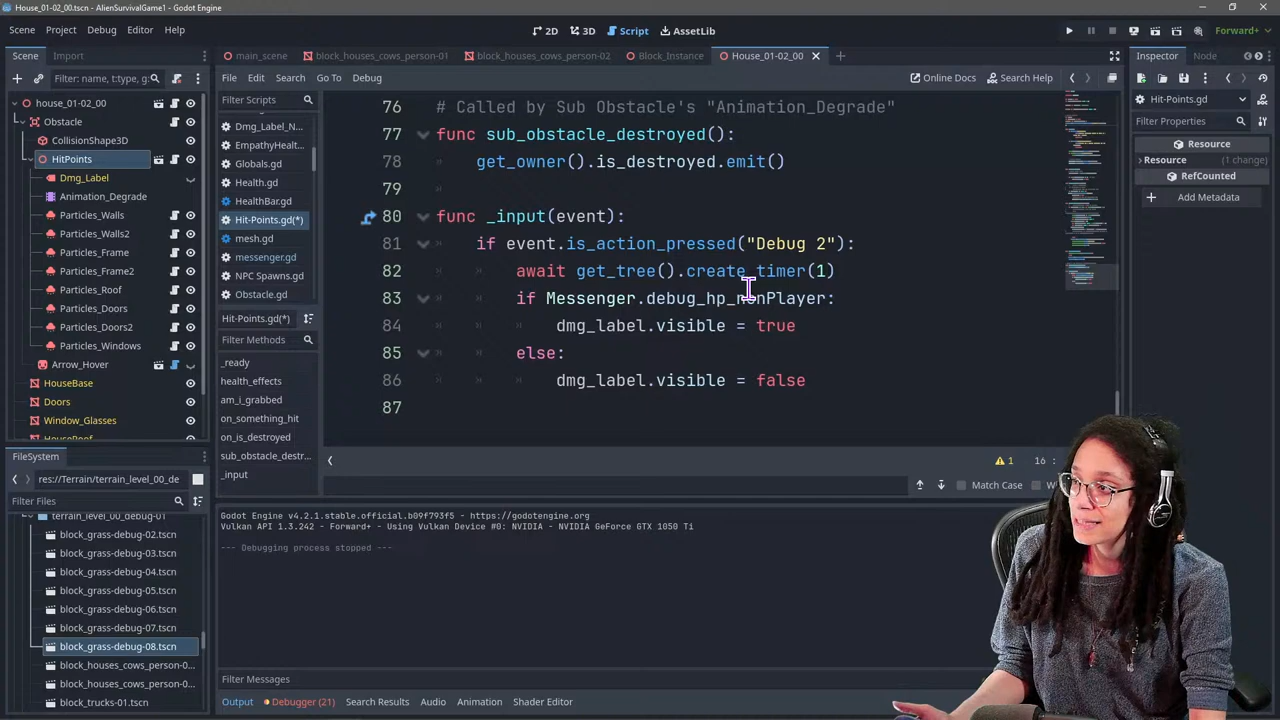 House_01-02_00.tscn - AlienSurvivalGame1 - Godot Engine
Scene Project Debug Editor Help
2D 3D Script AssetLib
Forward+
Scene Import
main_scene block_houses_cows_person-01 block_houses_cows_person-02 Block_Instance House_01-02_00
Inspector Node
Filter: name, t:type, g:
File Edit Search Go To Debug
Online Docs Search Help
house_01-02_00
Obstacle
CollisionShape3D
HitPoints
Dmg_Label
Animation_Degrade
Particles_Walls
Particles_Walls2
Particles_Frame
Particles_Frame2
Particles_Roof
Particles_Doors
Particles_Doors2
Particles_Windows
Arrow_Hover
HouseBase
Doors
Window_Glasses
HouseRoof
Filter Scripts
Dmg_Label_N...
EmpathyHealt...
Globals.gd
Health.gd
HealthBar.gd
Hit-Points.gd(*)
mesh.gd
messenger.gd
NPC Spawns.gd
Obstacle.gd
Hit-Points.gd(*)
Filter Methods
_ready
health_effects
am_i_grabbed
on_something_hit
on_is_destroyed
sub_obstacle_destr...
_input
76 # Called by Sub Obstacle's "Animation_Degrade"
77 func sub_obstacle_destroyed():
78 get_owner().is_destroyed.emit()
79
80 func _input(event):
81 if event.is_action_pressed("Debug 2"):
82 await get_tree().create_timer(1)
83 if Messenger.debug_hp_nonPlayer:
84 dmg_label.visible = true
85 else:
86 dmg_label.visible = false
87
1 16 :
Match Case
Hit-Points.gd
Filter Properties
Resource
Resource (1 change)
RefCounted
Add Metadata
FileSystem
res://Terrain/terrain_level_00_de
Filter Files
terrain_level_00_debug-01
block_grass-debug-02.tscn
block_grass-debug-03.tscn
block_grass-debug-04.tscn
block_grass-debug-05.tscn
block_grass-debug-06.tscn
block_grass-debug-07.tscn
block_grass-debug-08.tscn
block_houses_cows_person-0...
block_houses_cows_person-0...
block_trucks-01.tscn
Godot Engine v4.2.1.stable.official.b09f793f5 - https://godotengine.org
Vulkan API 1.3.242 - Forward+ - Using Vulkan Device #0: NVIDIA - NVIDIA GeForce GTX 1050 Ti
--- Debugging process stopped ---
Filter Messages
Output Debugger (21) Search Results Audio Animation Shader Editor